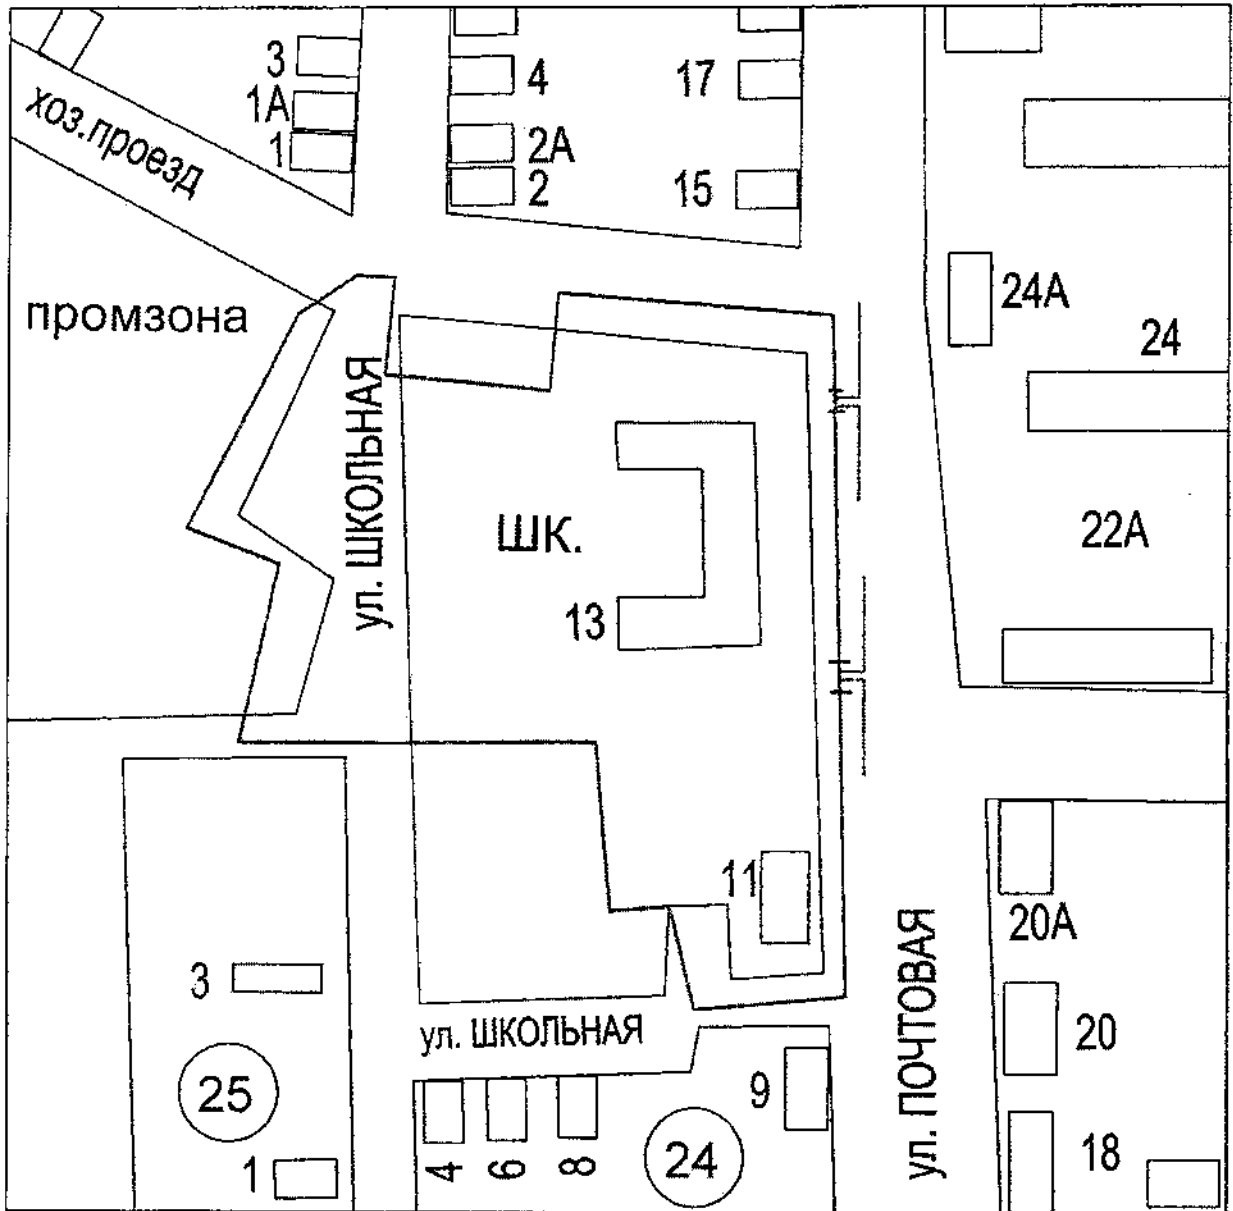 3
4
17
1А
хоз.проезд
1
2А
2
15
24А
промзона
24
ул. ШКОЛЬНАЯ
ШК.
22А
13
11
20А
3
ул. ШКОЛЬНАЯ
ул. ПОЧТОВАЯ
20
25
9
4
6
8
24
18
1